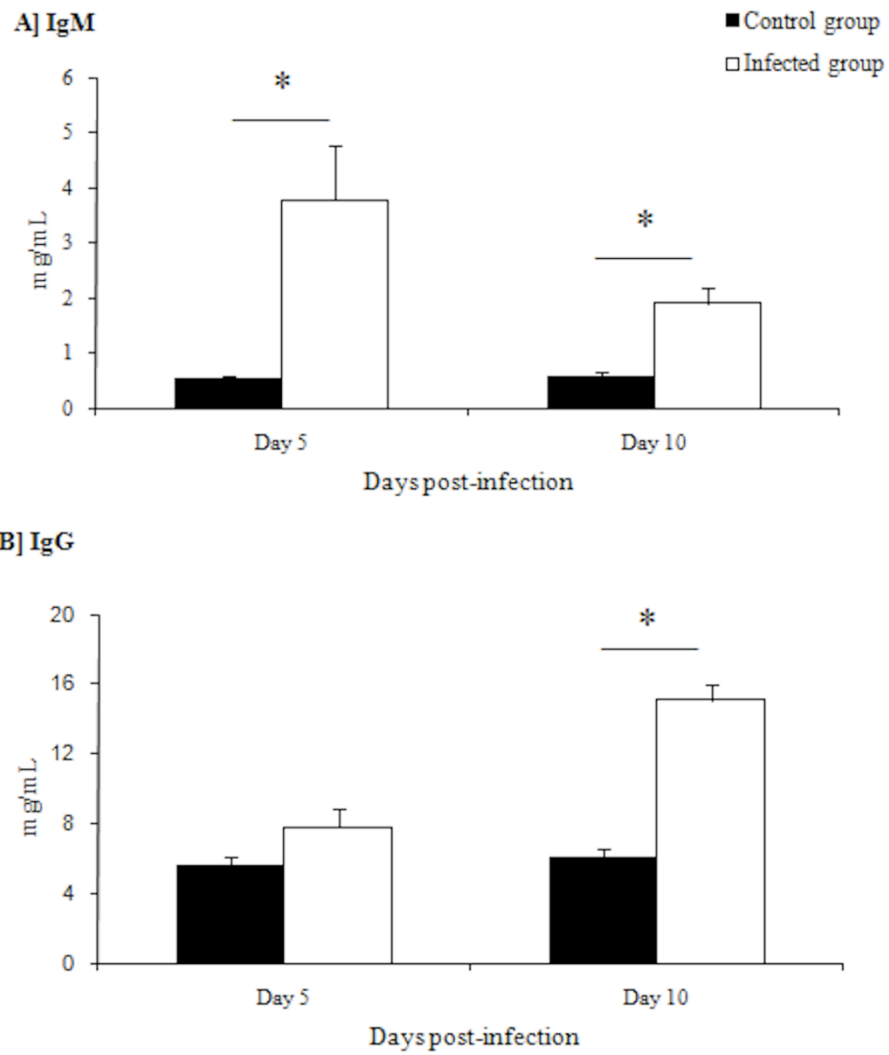 A] IgM
■ Control group
□ Infected group
6
*
5
4
*
3
2
1
0
mg/mL
Day 5
Day 10
Days post-infection
B] IgG
20
*
16
12
8
4
0
mg/mL
Day 5
Day 10
Days post-infection